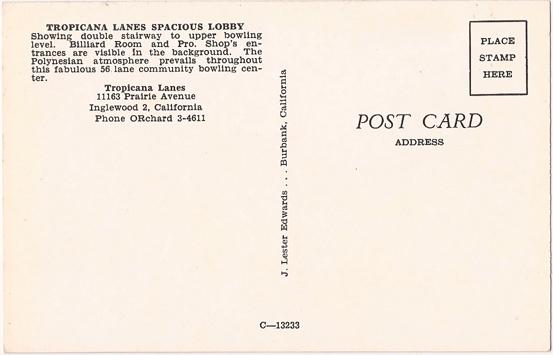 TROPICANA LANES SPACIOUS LOBBY
Showing double stairway to upper bowling
level. Billiard Room and Pro. Shop's en-
trances are visible in the background. The
Polynesian atmosphere prevails throughout
this fabulous 56 lane community bowling cen-
ter.
Tropicana Lanes
11163 Prairie Avenue
Inglewood 2, California
Phone ORchard 3-4611
J. Lester Edwards . . . Burbank, California
PLACE
STAMP
HERE
POST CARD
ADDRESS
C—13233